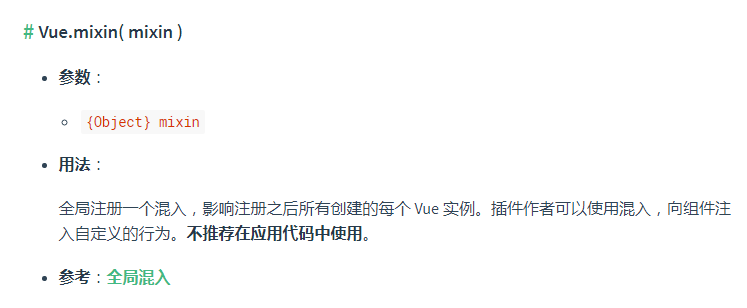 # Vue.mixin( mixin )
参数：
{Object} mixin
用法：
全局注册一个混入，影响注册之后所有创建的每个 Vue 实例。插件作者可以使用混入，向组件注
入自定义的行为。不推荐在应用代码中使用。
参考：全局混入